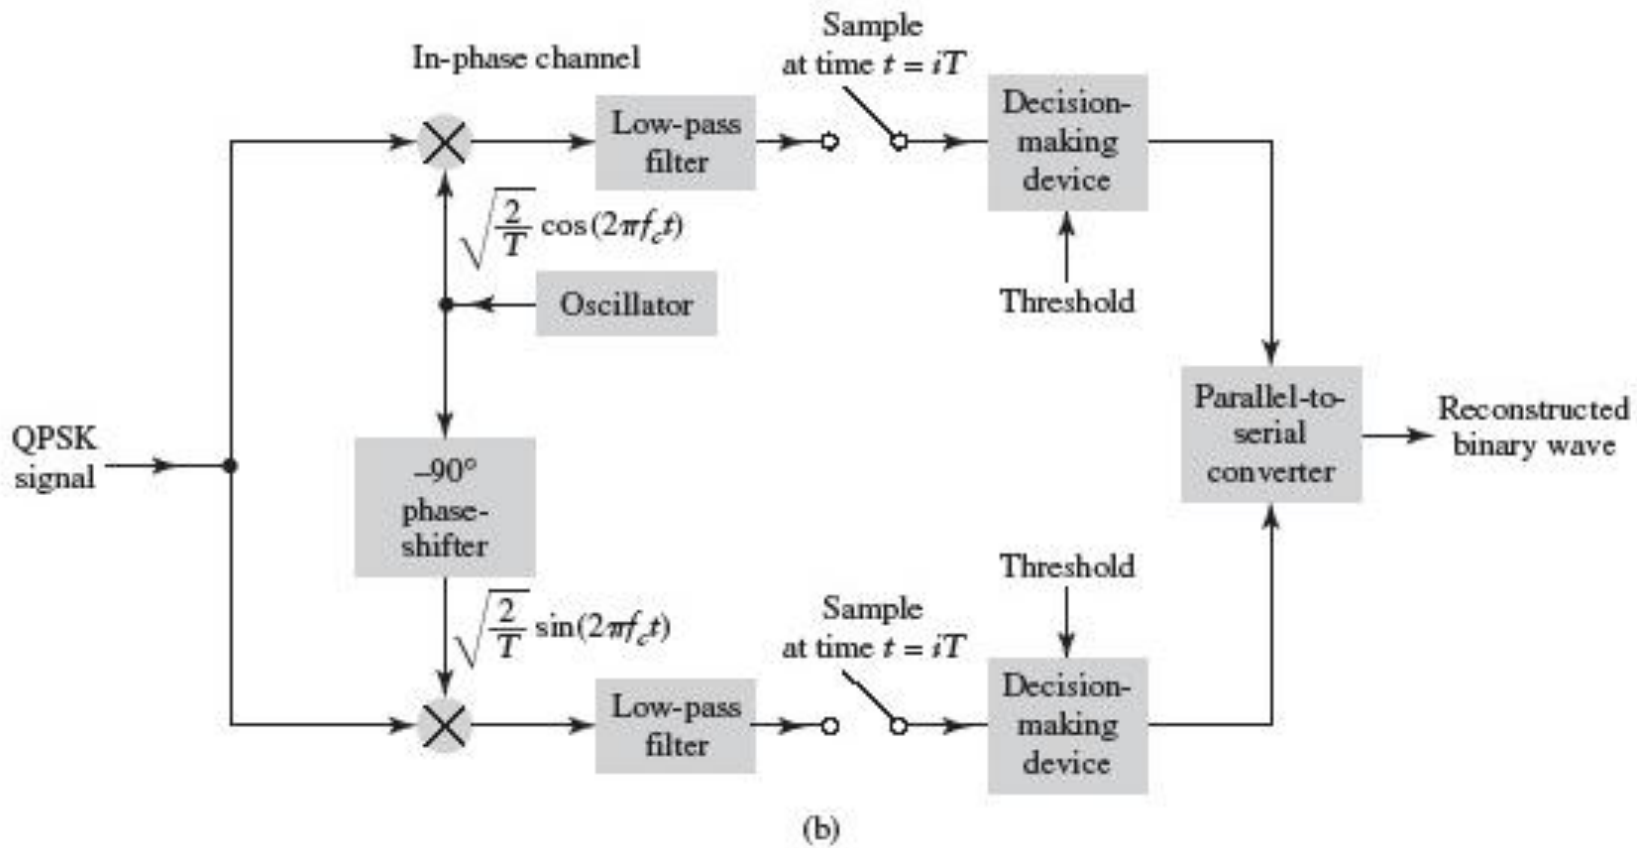 In-phase channel
Sample
at time t = iT
Low-pass
filter
Decision-
making
device
√(2/T) cos(2πf_ct)
Oscillator
Threshold
QPSK
signal
–90°
phase-
shifter
Parallel-to-
serial
converter
Reconstructed
binary wave
√(2/T) sin(2πf_ct)
Sample
at time t = iT
Threshold
Low-pass
filter
Decision-
making
device
(b)